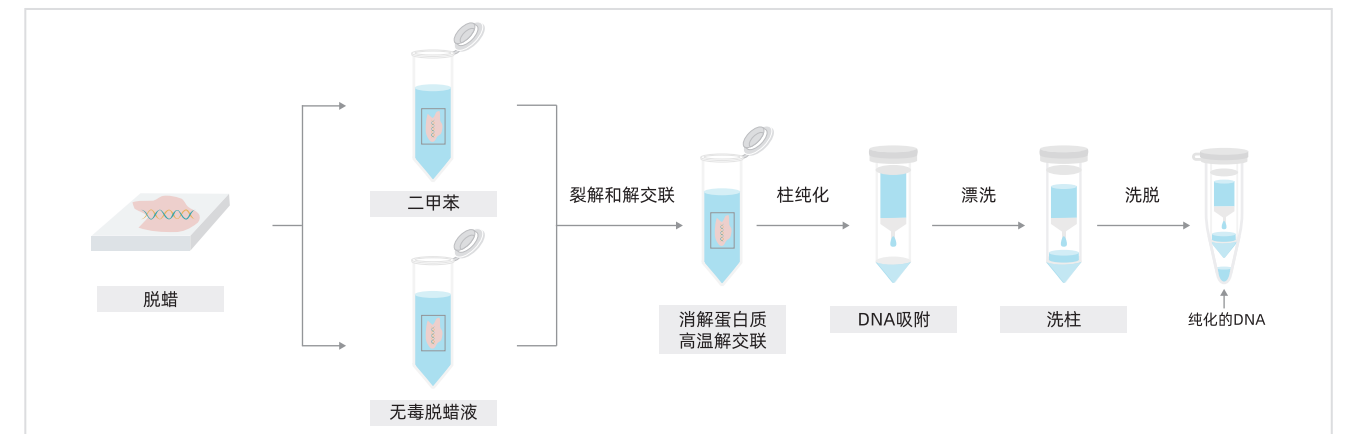 脱蜡
二甲苯
无毒脱蜡液
裂解和解交联
消解蛋白质
高温解交联
柱纯化
DNA吸附
漂洗
洗柱
洗脱
纯化的DNA